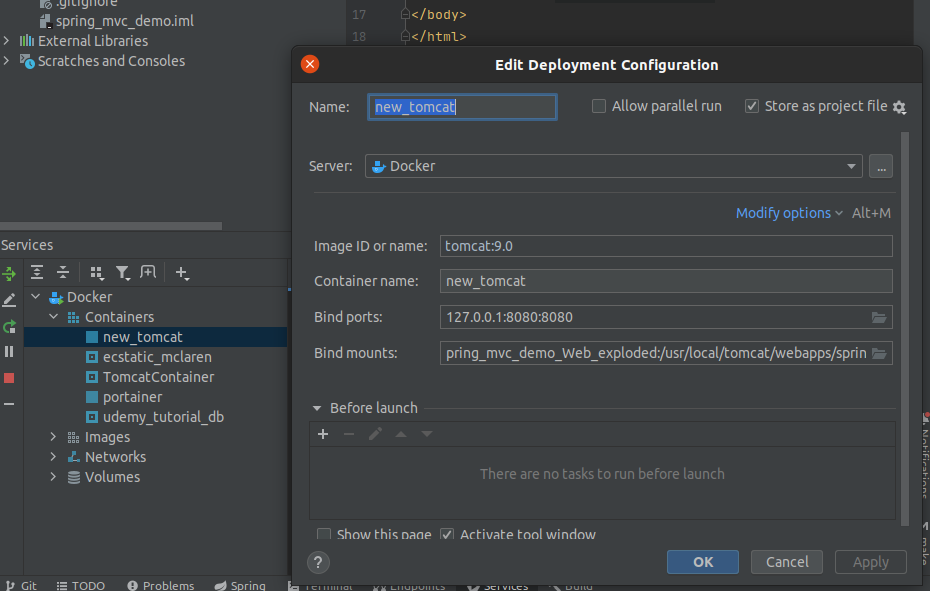 .gitignore
spring_mvc_demo.iml
External Libraries
Scratches and Consoles
17 </body>
18 </html>
Services
Docker
Containers
new_tomcat
ecstatic_mclaren
TomcatContainer
portainer
udemy_tutorial_db
Images
Networks
Volumes
Edit Deployment Configuration
Name: new_tomcat Allow parallel run Store as project file
Server: Docker ...
Modify options Alt+M
Image ID or name: tomcat:9.0
Container name: new_tomcat
Bind ports: 127.0.0.1:8080:8080
Bind mounts: pring_mvc_demo_Web_exploded:/usr/local/tomcat/webapps/sprin
Before launch
There are no tasks to run before launch
Show this page Activate tool window
? OK Cancel Apply
Notifications
Git TODO Problems Spring Terminal Endpoints Services Build